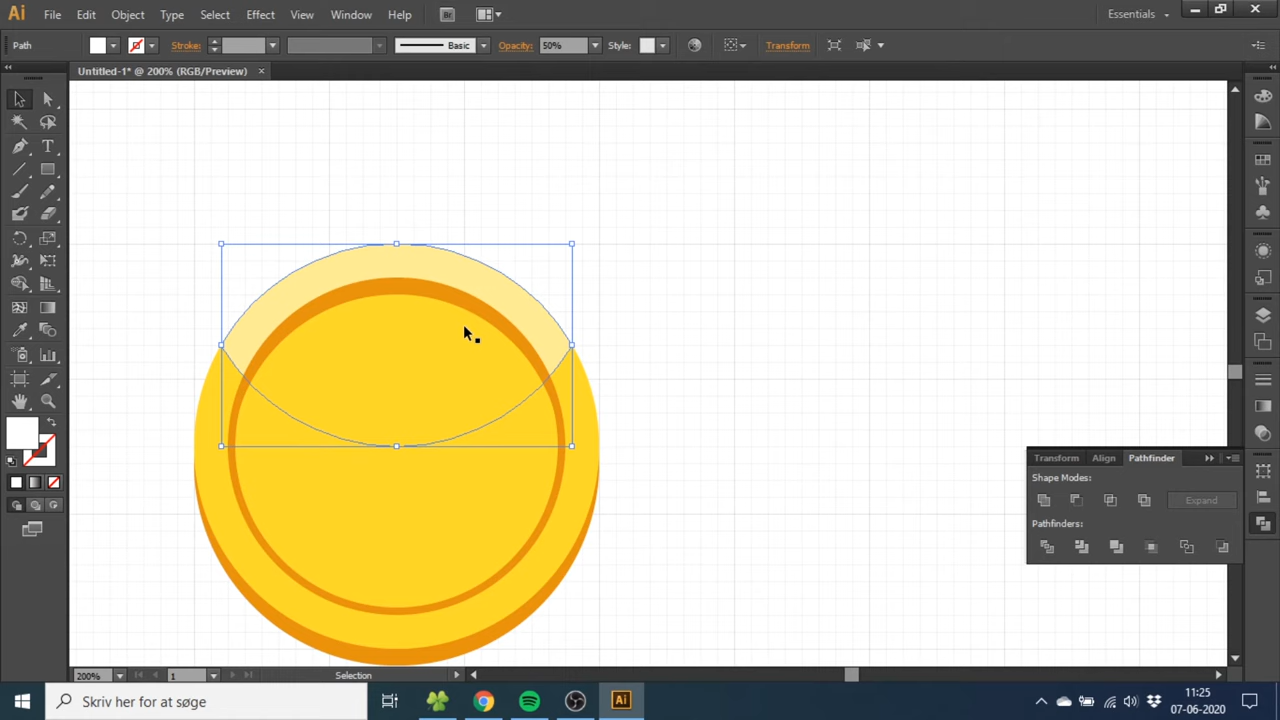 Ai File Edit Object Type Select Effect View Window Help Br Essentials
Path Stroke: Basic Opacity: 50% Style: Transform
Untitled-1* @ 200% (RGB/Preview) ×
Transform Align Pathfinder
Shape Modes:
Expand
Pathfinders:
200% 1 Selection
Skriv her for at søge Ai 11:25
07-06-2020